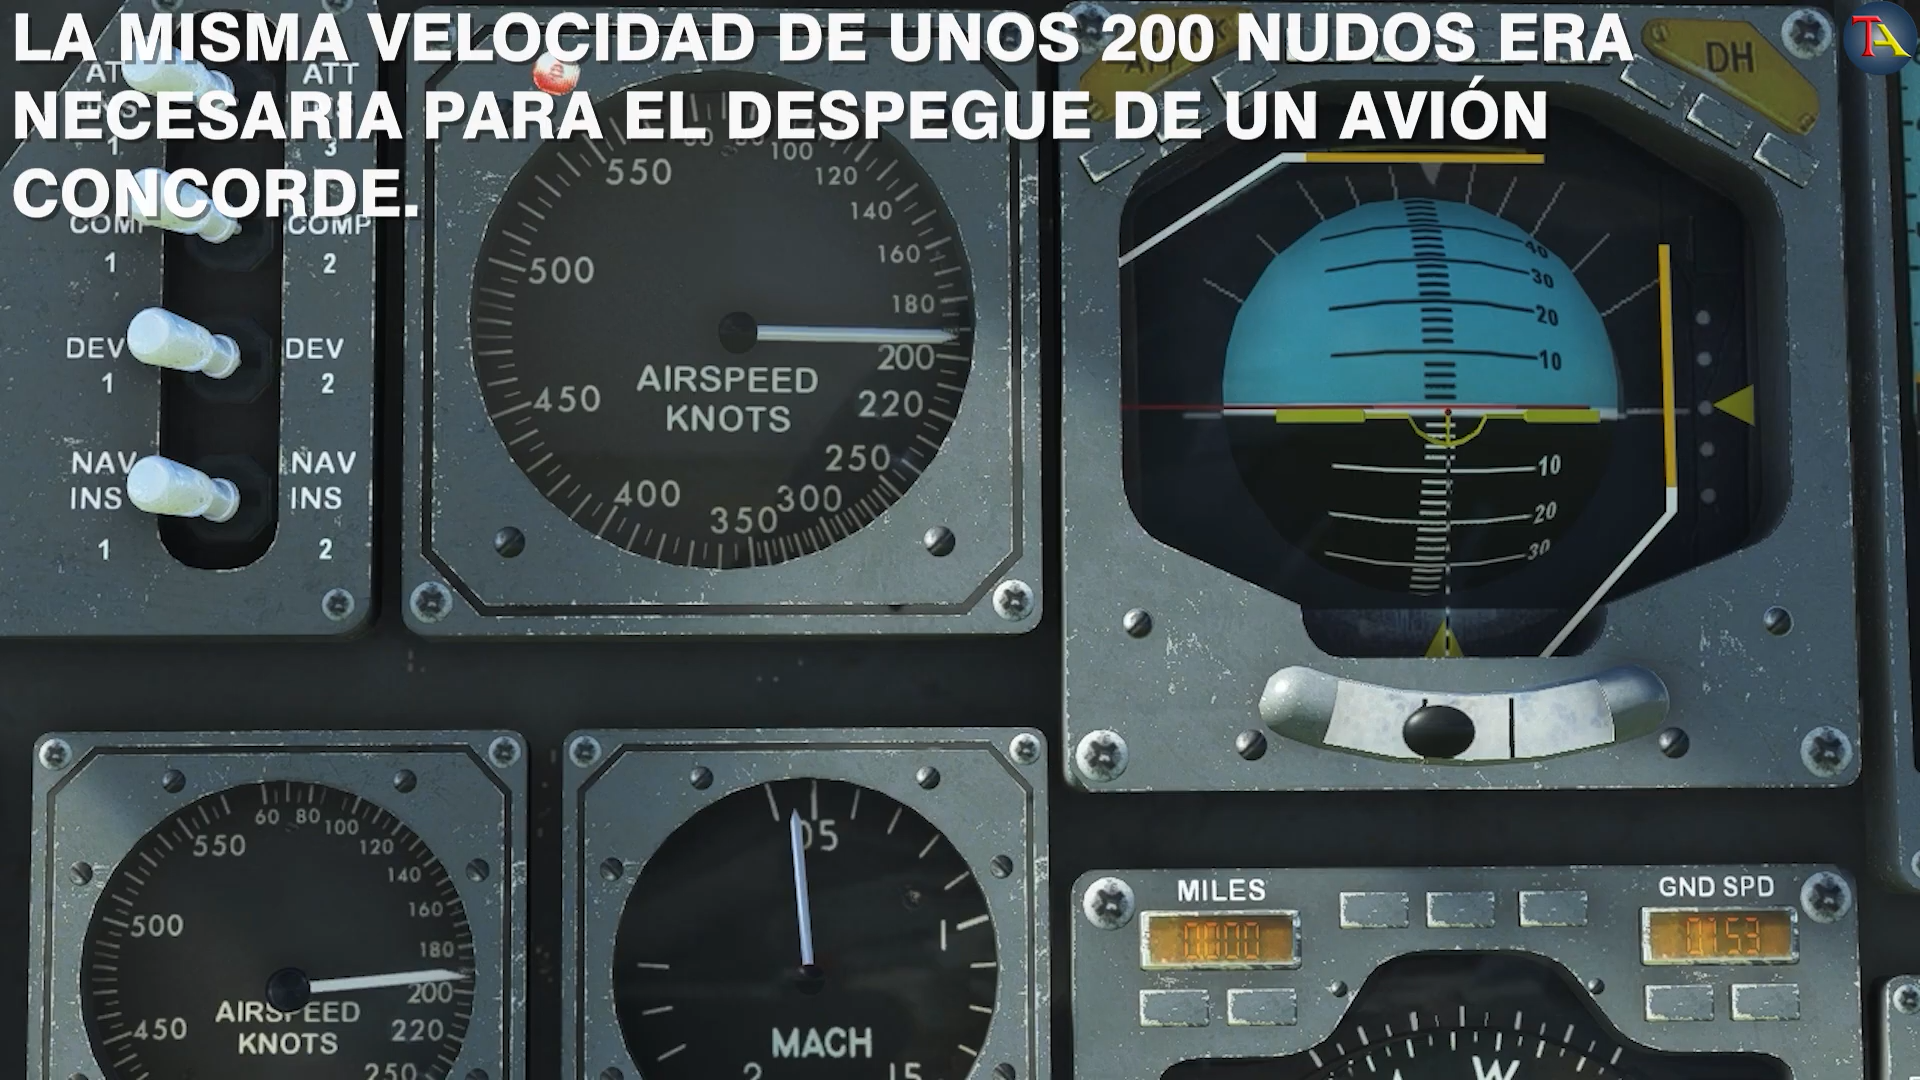 LA MISMA VELOCIDAD DE UNOS 200 NUDOS ERA
NECESARIA PARA EL DESPEGUE DE UN AVIÓN
CONCORDE.
TA
DH
ATT
1 3
COMP COMP
1 2
DEV DEV
1 2
NAV NAV
INS INS
1 2
100
120
140
160
180
200
220
250
300
350
400
450
500
550
AIRSPEED
KNOTS
40
30
20
10
10
20
30
60 80 100
120
140
160
180
200
220
250
450
500
550
AIRSPEED
KNOTS
05
1
15
2
MACH
MILES
0000
GND SPD
0153
W